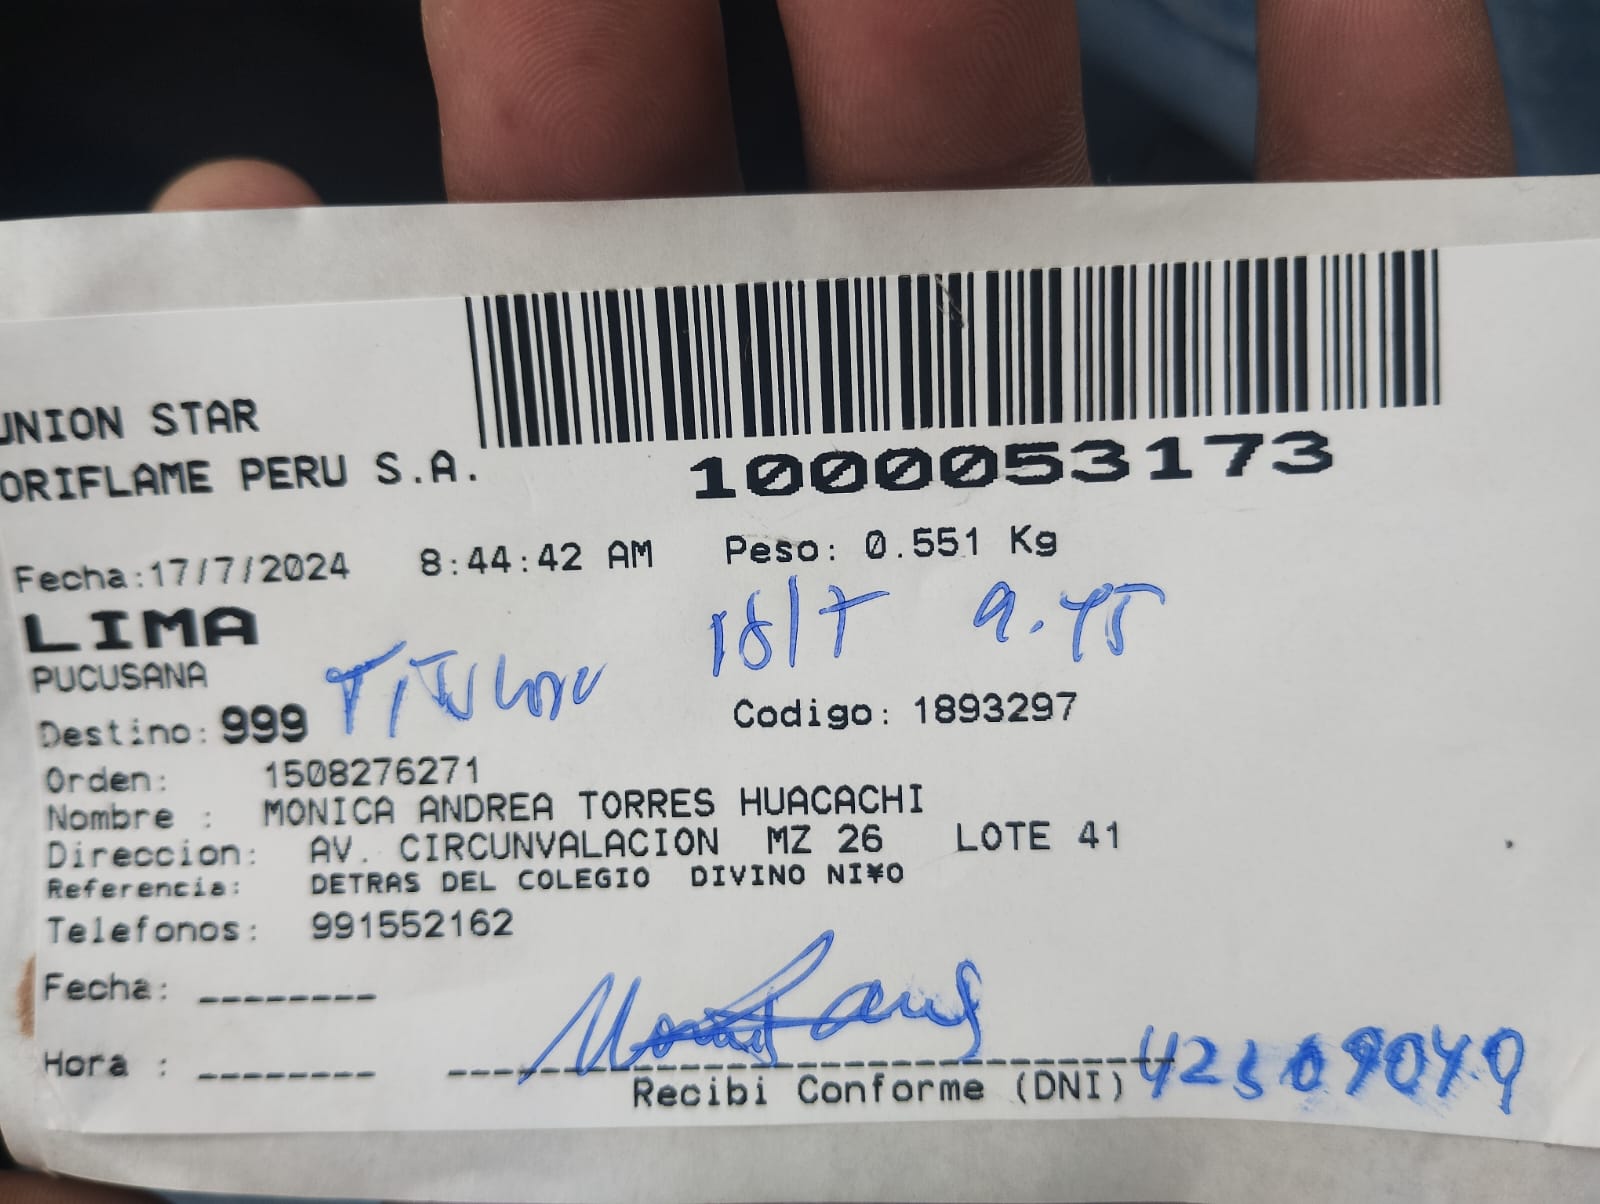 UNION STAR
ORIFLAME PERU S.A.
1000053173
Fecha:17/7/2024 8:44:42 AM Peso: 0.551 Kg
LIMA
PUCUSANA
18/7 9.45
Titular
Destino: 999 Codigo: 1893297
Orden: 1508276271
Nombre : MONICA ANDREA TORRES HUACACHI
Direccion: AV. CIRCUNVALACION MZ 26 LOTE 41
Referencia: DETRAS DEL COLEGIO DIVINO NI¥O
Telefonos: 991552162
Fecha: --------
Hora : --------
Recibi Conforme (DNI)